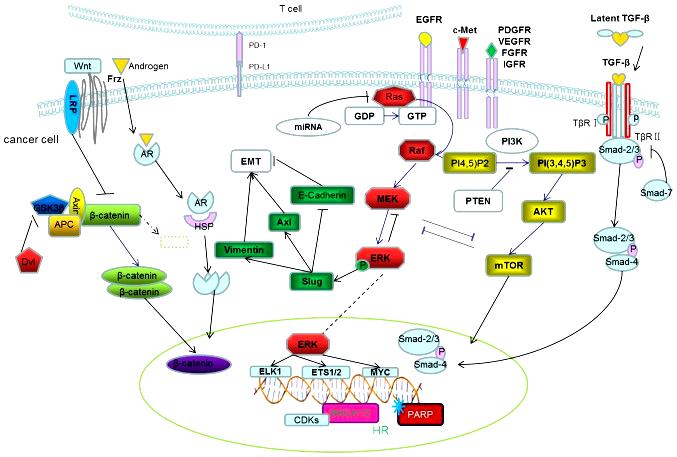 T cell
PD-1
PD-L1
EGFR
c-Met
PDGFR
VEGFR
FGFR
IGFR
Latent TGF-β
TGF-β
Wnt
Frz
Androgen
LRP
cancer cell
miRNA
Ras
GDP
GTP
TβR I
P
P
TβR II
Smad-2/3
P
Smad-7
AR
EMT
Raf
PI3K
PI4,5)P2
PI(3,4,5)P3
PTEN
GSK3β
Axin
APC
β-catenin
AR
HSP
E-Cadherin
MEK
Axl
AKT
Dvl
Vimentin
Slug
P
ERK
mTOR
Smad-2/3
P
Smad-4
β-catenin
β-catenin
β-catenin
ERK
ELK1
ETS1/2
MYC
Smad-2/3
P
Smad-4
CDKs
PARP
HR